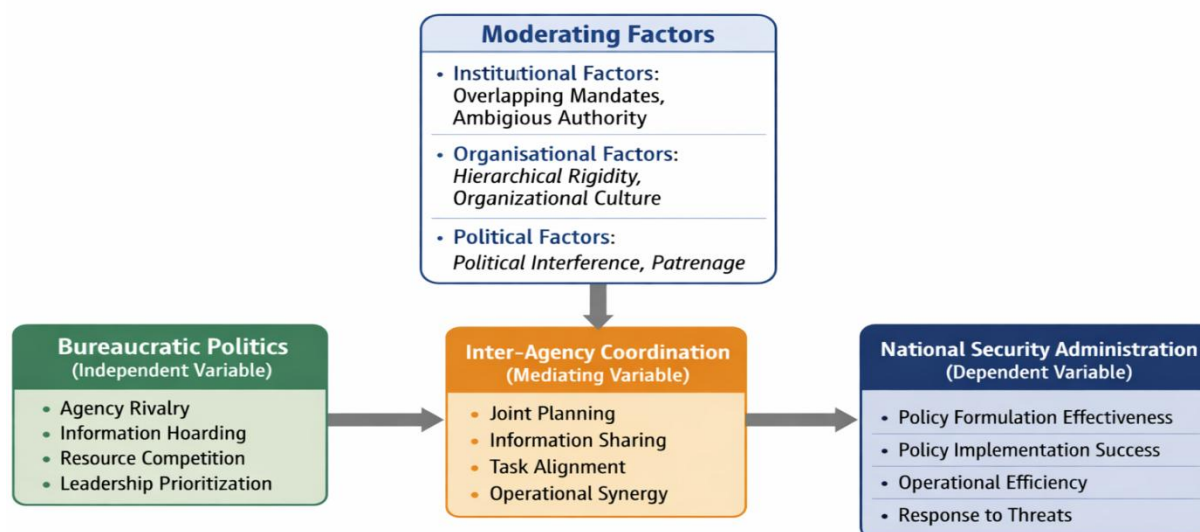 Moderating Factors
• Institutional Factors:
Overlapping Mandates,
Ambigious Authority
• Organisational Factors:
Hierarchical Rigidity,
Organizational Culture
• Political Factors:
Political Interference, Patrenage
Bureaucratic Politics
(Independent Variable)
• Agency Rivalry
• Information Hoarding
• Resource Competition
• Leadership Prioritization
Inter-Agency Coordination
(Mediating Variable)
• Joint Planning
• Information Sharing
• Task Alignment
• Operational Synergy
National Security Administration
(Dependent Variable)
• Policy Formulation Effectiveness
• Policy Implementation Success
• Operational Efficiency
• Response to Threats